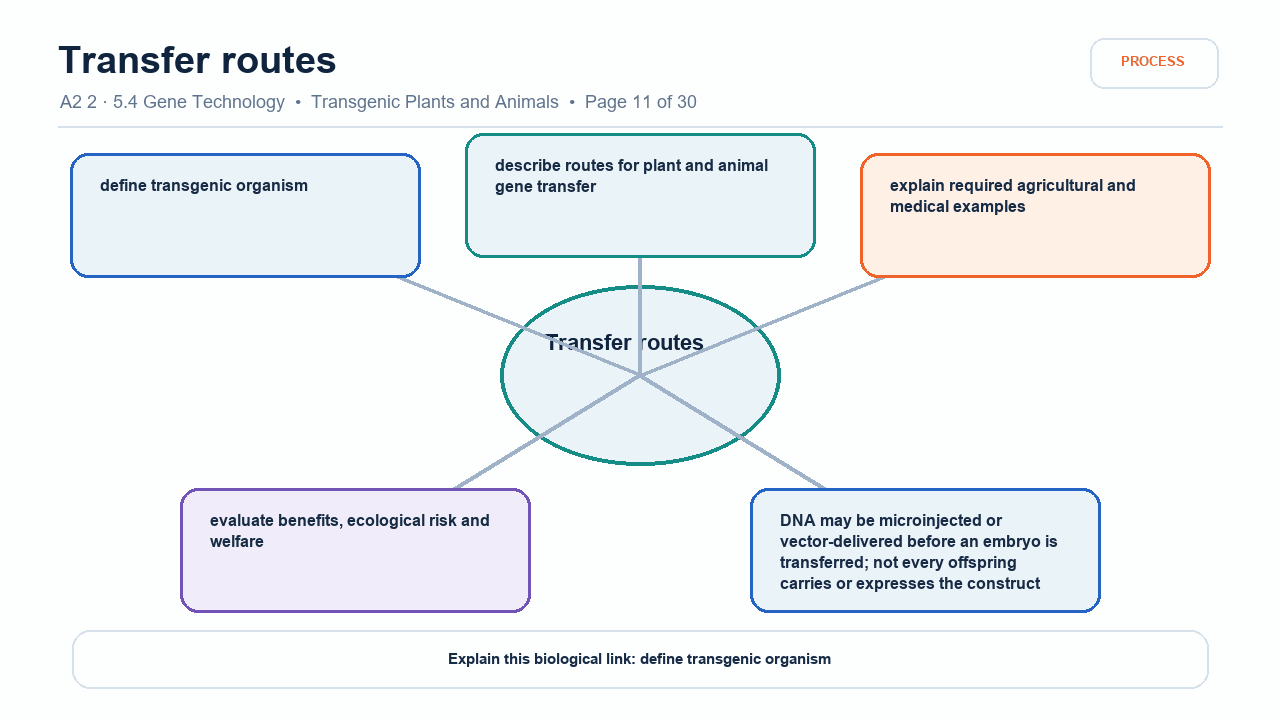 Transfer routes
PROCESS
A2 2 · 5.4 Gene Technology • Transgenic Plants and Animals • Page 11 of 30
define transgenic organism
describe routes for plant and animal
gene transfer
explain required agricultural and
medical examples
Transfer routes
evaluate benefits, ecological risk and
welfare
DNA may be microinjected or
vector-delivered before an embryo is
transferred; not every offspring
carries or expresses the construct
Explain this biological link: define transgenic organism